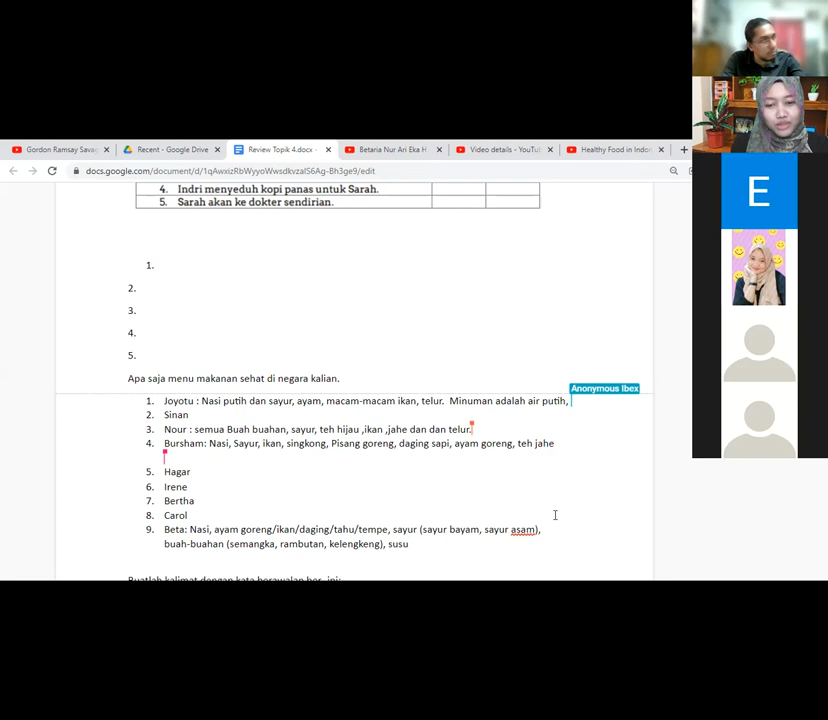 Gordon Ramsay Sava
Recent - Google Drive
Review Topik 4.docx
Betaria Nur Ari Eka H
Video details - YouTu
Healthy Food in Indon
docs.google.com/document/d/
4. Indri menyeduh kopi panas untuk Sarah.
5. Sarah akan ke dokter sendirian.
1.
2.
3.
4.
5.
Apa saja menu makanan sehat di negara kalian.
Anonymous Ibex
1. Joyotu : Nasi putih dan sayur, ayam, macam-macam ikan, telur. Minuman adalah air putih,
2. Sinan
3. Nour : semua Buah buahan, sayur, teh hijau ,ikan ,jahe dan dan telur.
4. Bursham: Nasi, Sayur, ikan, singkong, Pisang goreng, daging sapi, ayam goreng, teh jahe
5. Hagar
6. Irene
7. Bertha
8. Carol
9. Beta: Nasi, ayam goreng/ikan/daging/tahu/tempe, sayur (sayur bayam, sayur asam),
buah-buahan (semangka, rambutan, kelengkeng), susu
E